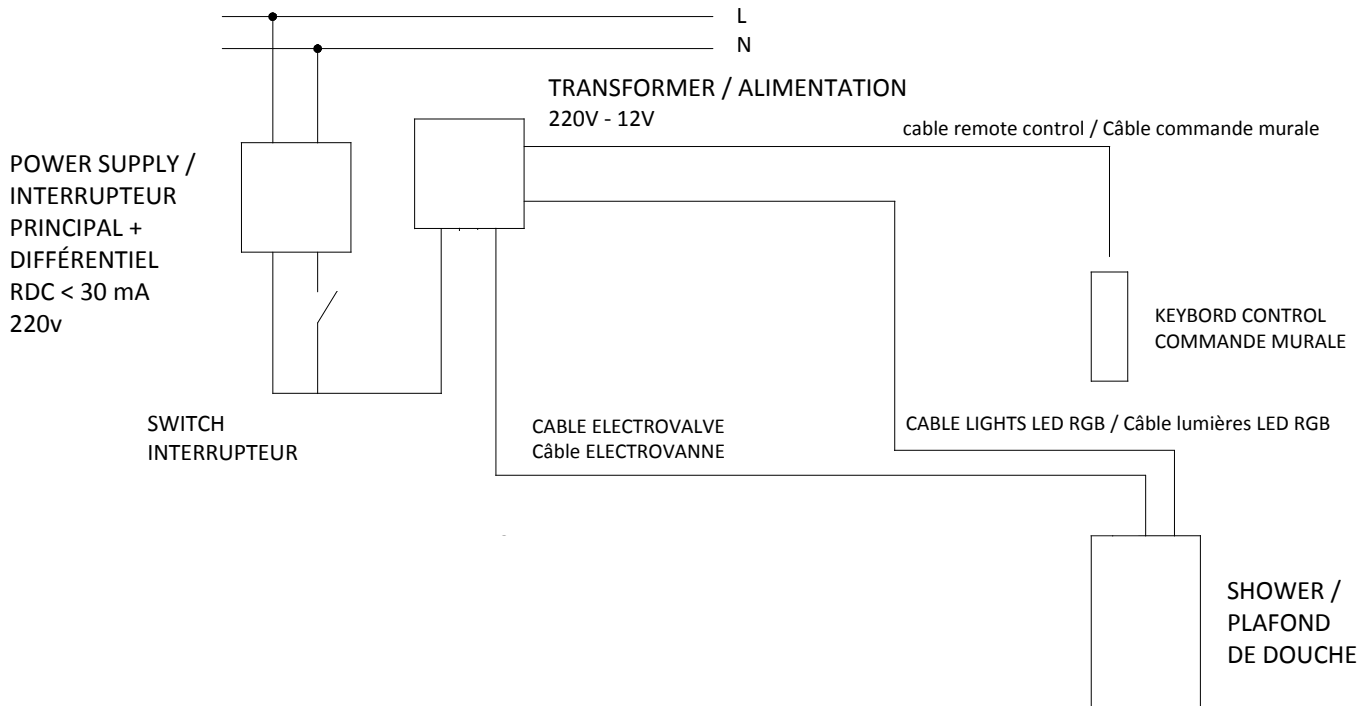 L
N
TRANSFORMER / ALIMENTATION
220V - 12V
cable remote control / Câble commande murale
POWER SUPPLY /
INTERRUPTEUR
PRINCIPAL +
DIFFÉRENTIEL
RDC < 30 mA
220v
KEYBORD CONTROL
COMMANDE MURALE
SWITCH
INTERRUPTEUR
CABLE ELECTROVALVE
Câble ELECTROVANNE
CABLE LIGHTS LED RGB / Câble lumières LED RGB
SHOWER /
PLAFOND
DE DOUCHE